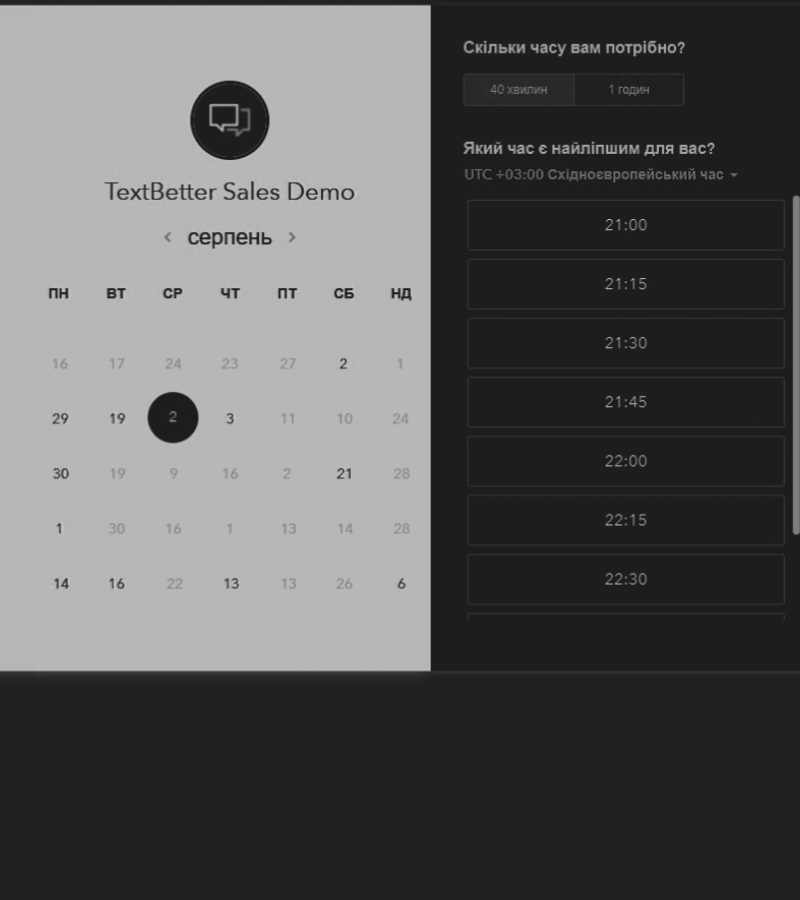 TextBetter Sales Demo
серпень
ПН ВТ СР ЧТ ПТ СБ НД
16 17 24 23 27 2 1
29 19 2 3 11 10 24
30 19 9 16 2 21 28
1 30 16 1 13 14 28
14 16 22 13 13 26 6
Скільки часу вам потрібно?
40 хвилин 1 годин
Який час є найліпшим для вас?
UTC +03:00 Східноєвропейський час
21:00
21:15
21:30
21:45
22:00
22:15
22:30